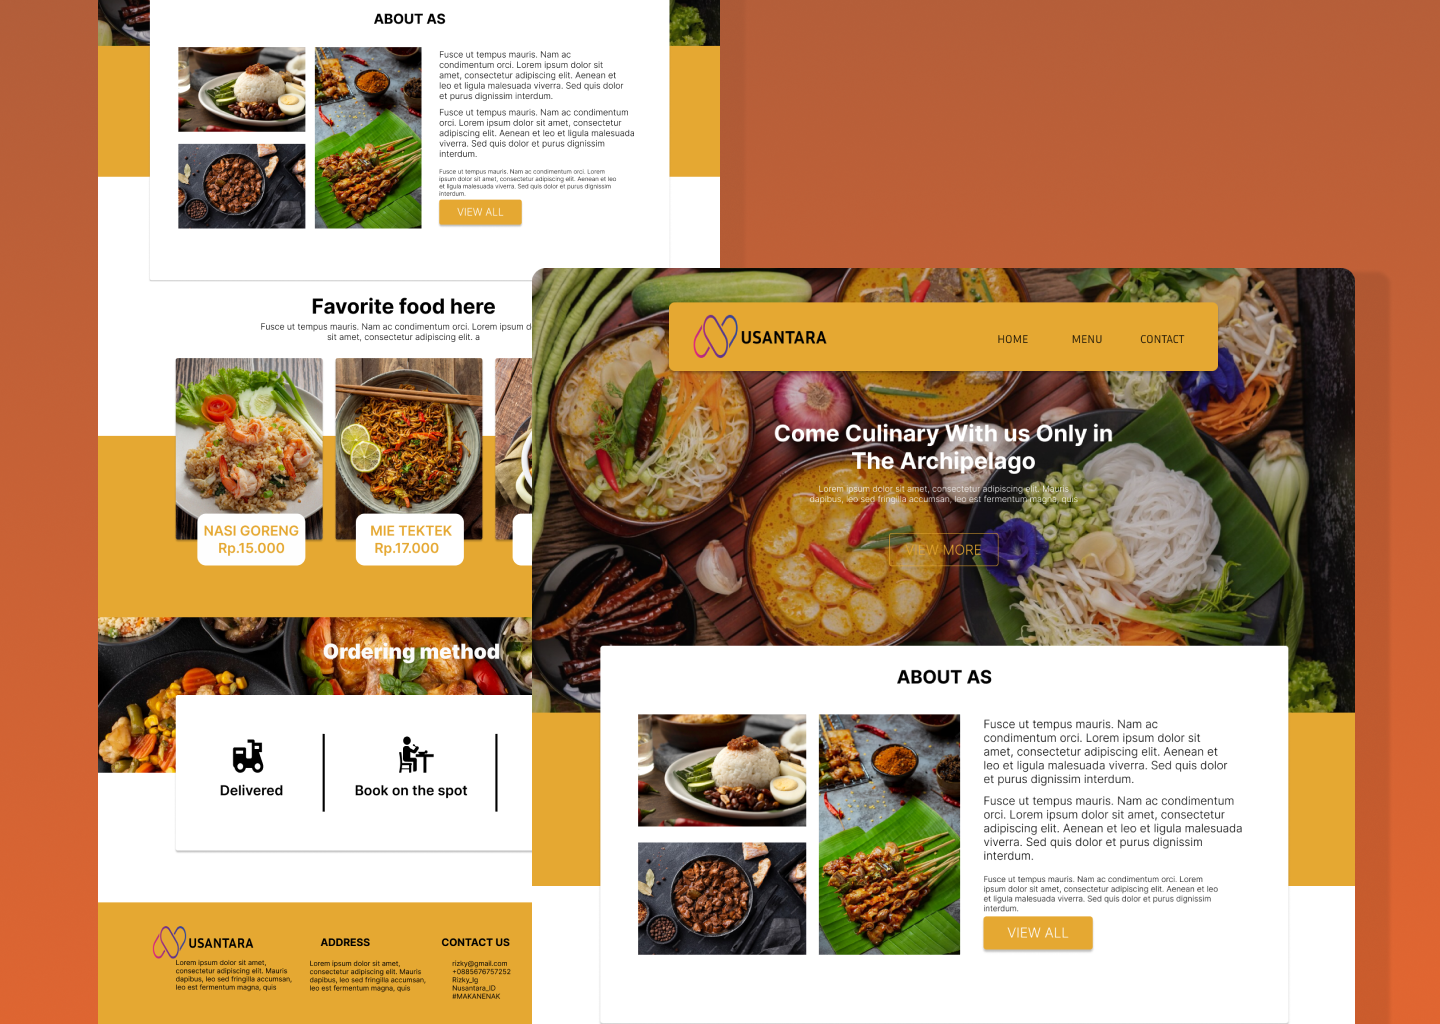 ABOUT AS
Fusce ut tempus mauris. Nam ac
condimentum orci. Lorem ipsum dolor sit
amet, consectetur adipiscing elit. Aenean et
leo et ligula malesuada viverra. Sed quis dolor
et purus dignissim interdum.
Fusce ut tempus mauris. Nam ac condimentum
orci. Lorem ipsum dolor sit amet, consectetur
adipiscing elit. Aenean et leo et ligula malesuada
viverra. Sed quis dolor et purus dignissim
interdum.
Fusce ut tempus mauris. Nam ac condimentum orci. Lorem
ipsum dolor sit amet, consectetur adipiscing elit. Aenean et leo
et ligula malesuada viverra. Sed quis dolor et purus dignissim
interdum.
VIEW ALL
Favorite food here
Fusce ut tempus mauris. Nam ac condimentum orci. Lorem ipsum d
sit amet, consectetur adipiscing elit. a
NASI GORENG
Rp.15.000
MIE TEKTEK
Rp.17.000
Ordering method
Delivered
Book on the spot
USANTARA
Lorem ipsum dolor sit amet,
consectetur adipiscing elit. Mauris
dapibus, leo sed fringilla accumsan,
leo est fermentum magna, quis
ADDRESS
Lorem ipsum dolor sit amet,
consectetur adipiscing elit. Mauris
dapibus, leo sed fringilla accumsan,
leo est fermentum magna, quis
CONTACT US
rizky@gmail.com
+0885676757252
Rizky_Ig
Nusantara_ID
#MAKANENAK
USANTARA
HOME
MENU
CONTACT
Come Culinary With us Only in
The Archipelago
Lorem ipsum dolor sit amet, consectetur adipiscing elit. Mauris
dapibus, leo sed fringilla accumsan, leo est fermentum magna, quis
VIEW MORE
ABOUT AS
Fusce ut tempus mauris. Nam ac
condimentum orci. Lorem ipsum dolor sit
amet, consectetur adipiscing elit. Aenean et
leo et ligula malesuada viverra. Sed quis dolor
et purus dignissim interdum.
Fusce ut tempus mauris. Nam ac condimentum
orci. Lorem ipsum dolor sit amet, consectetur
adipiscing elit. Aenean et leo et ligula malesuada
viverra. Sed quis dolor et purus dignissim
interdum.
Fusce ut tempus mauris. Nam ac condimentum orci. Lorem
ipsum dolor sit amet, consectetur adipiscing elit. Aenean et leo
et ligula malesuada viverra. Sed quis dolor et purus dignissim
interdum.
VIEW ALL